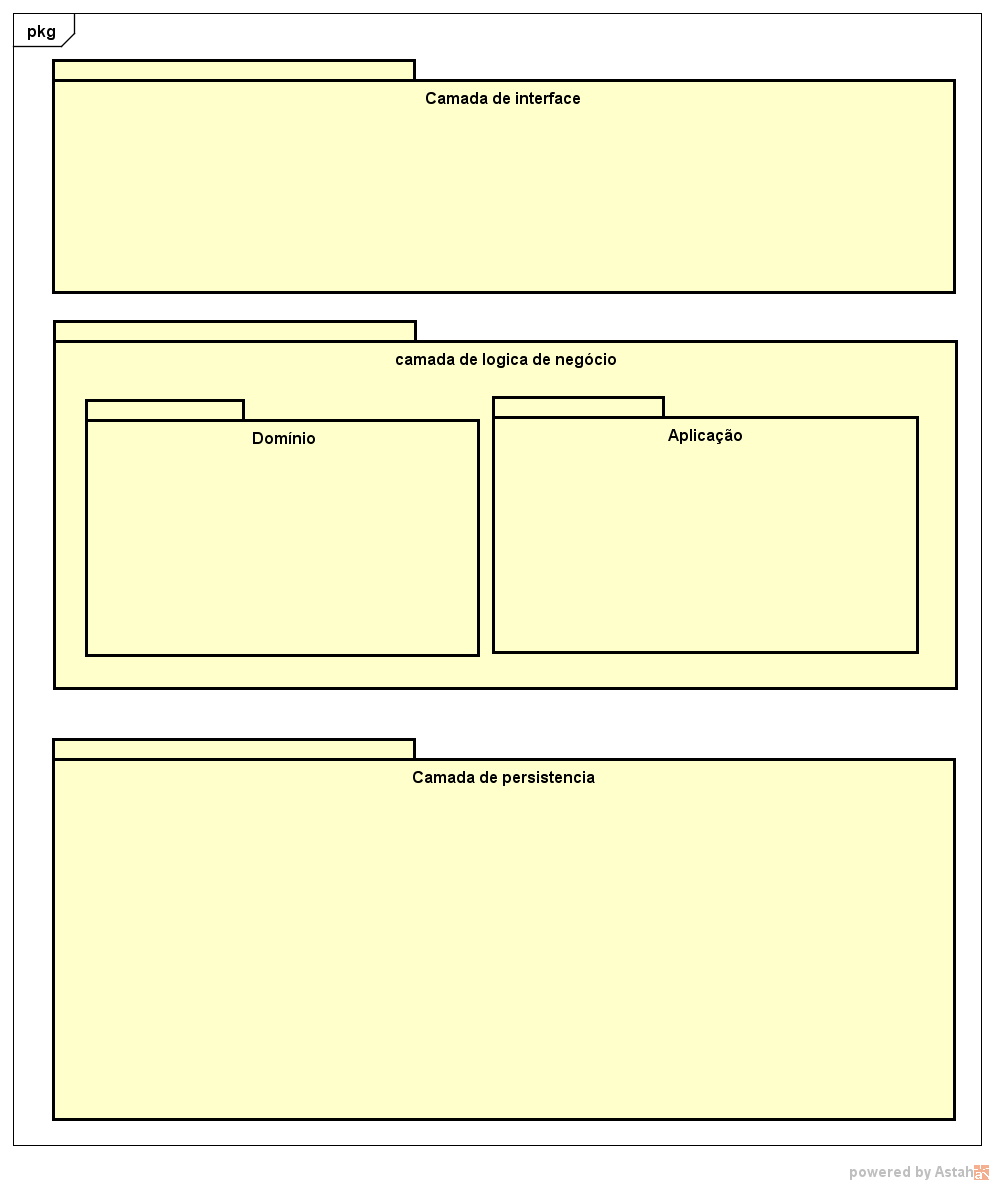 pkg
Camada de interface
camada de logica de negócio
Domínio
Aplicação
Camada de persistencia
powered by Astah